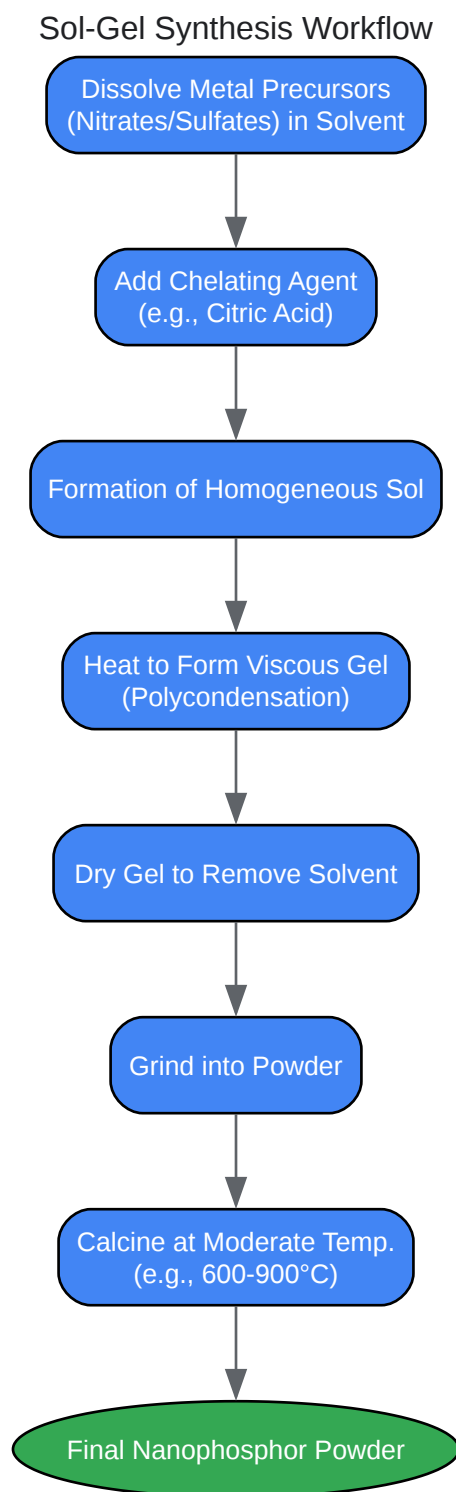 Sol-Gel Synthesis Workflow
Dissolve Metal Precursors
(Nitrates/Sulfates) in Solvent
Add Chelating Agent
(e.g., Citric Acid)
Formation of Homogeneous Sol
Heat to Form Viscous Gel
(Polycondensation)
Dry Gel to Remove Solvent
Grind into Powder
Calcine at Moderate Temp.
(e.g., 600-900°C)
Final Nanophosphor Powder